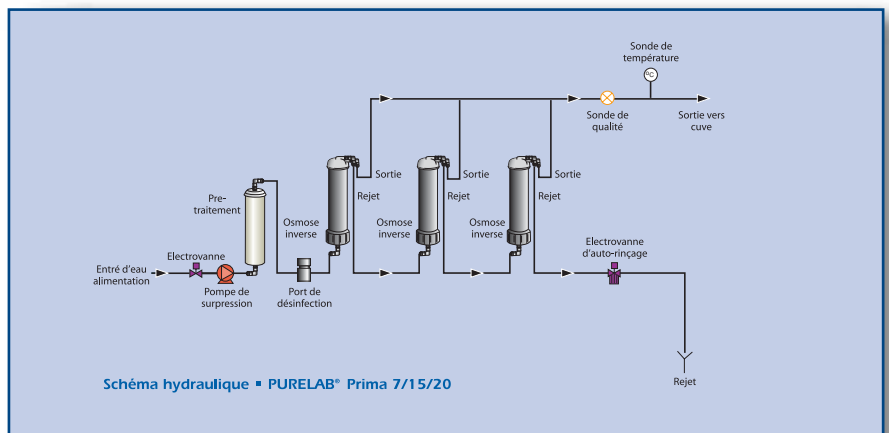 Sonde de
température
°C
Sonde de
qualité
Sortie vers
cuve
Pre-
traitement
Sortie
Rejet
Sortie
Rejet
Sortie
Rejet
Osmose
inverse
Osmose
inverse
Osmose
inverse
Electrovanne
d'auto-rinçage
Electrovanne
Entré d'eau
alimentation
Pompe de
surpression
Port de
désinfection
Schéma hydraulique ▪ PURELAB® Prima 7/15/20
Rejet